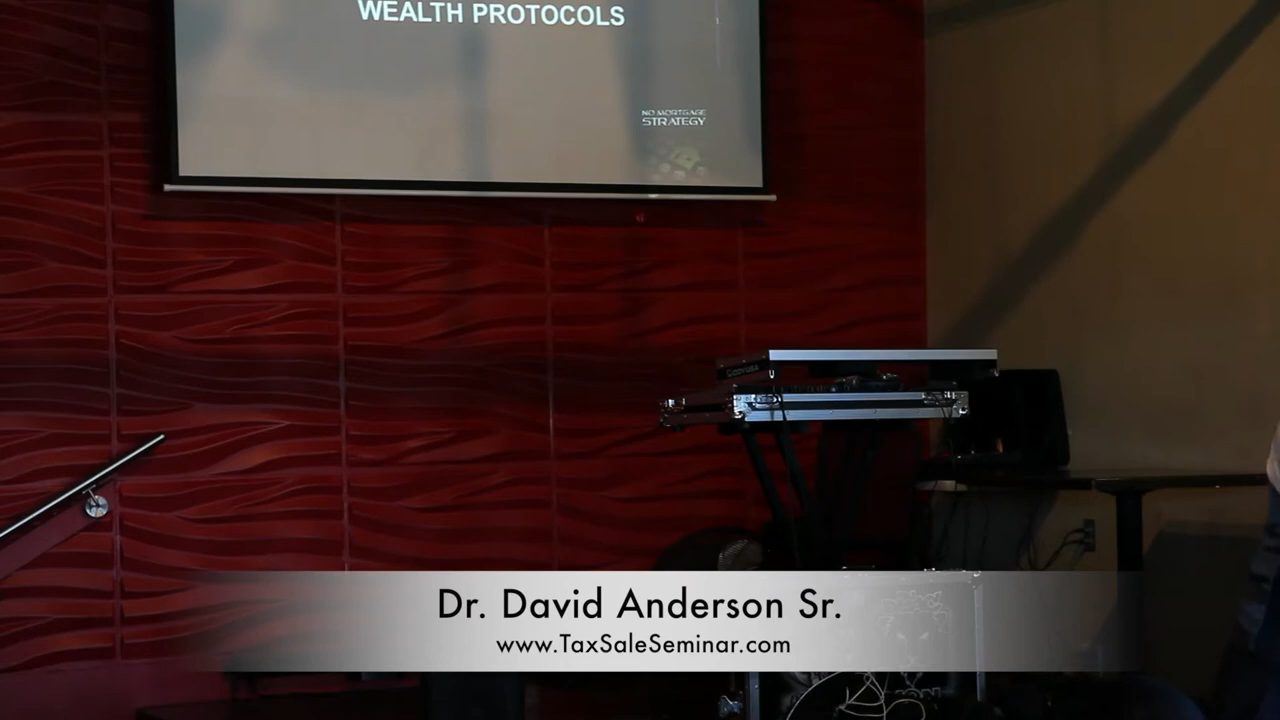 WEALTH PROTOCOLS
NO MORTGAGE
STRATEGY
Dr. David Anderson Sr.
www.TaxSaleSeminar.com